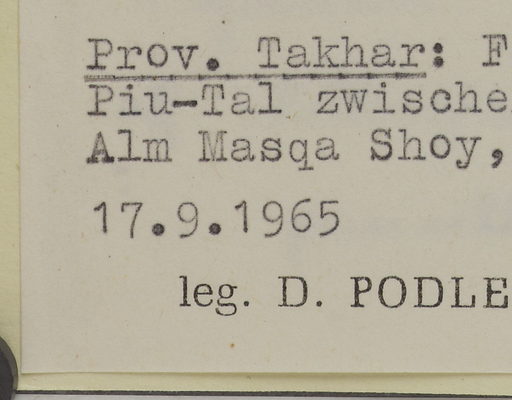 Prov. Takhar: F
Piu-Tal zwische
Alm Masqa Shoy,
17.9.1965
leg. D. PODLE